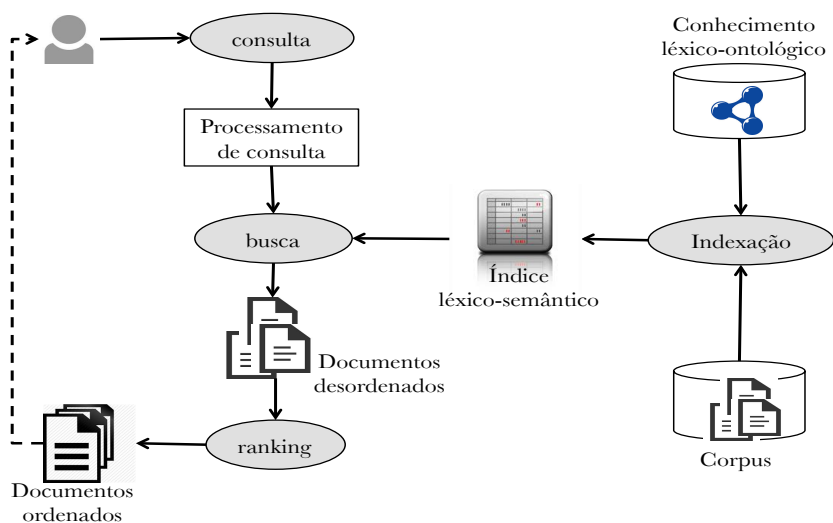 consulta
Conhecimento
léxico-ontológico
Processamento
de consulta
busca
Indexação
Índice
léxico-semântico
Documentos
desordenados
ranking
Corpus
Documentos
ordenados